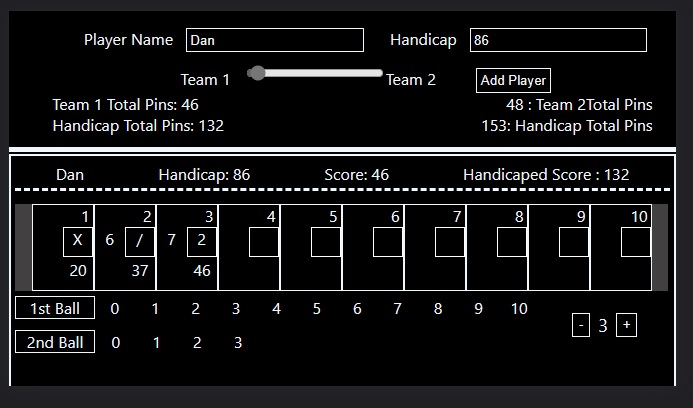 Player Name Dan Handicap 86
Team 1 Team 2 Add Player
Team 1 Total Pins: 46 48 : Team 2Total Pins
Handicap Total Pins: 132 153: Handicap Total Pins
Dan Handicap: 86 Score: 46 Handicaped Score : 132
1 2 3 4 5 6 7 8 9 10
X 6 / 7 2
20 37 46
1st Ball 0 1 2 3 4 5 6 7 8 9 10
- 3 +
2nd Ball 0 1 2 3